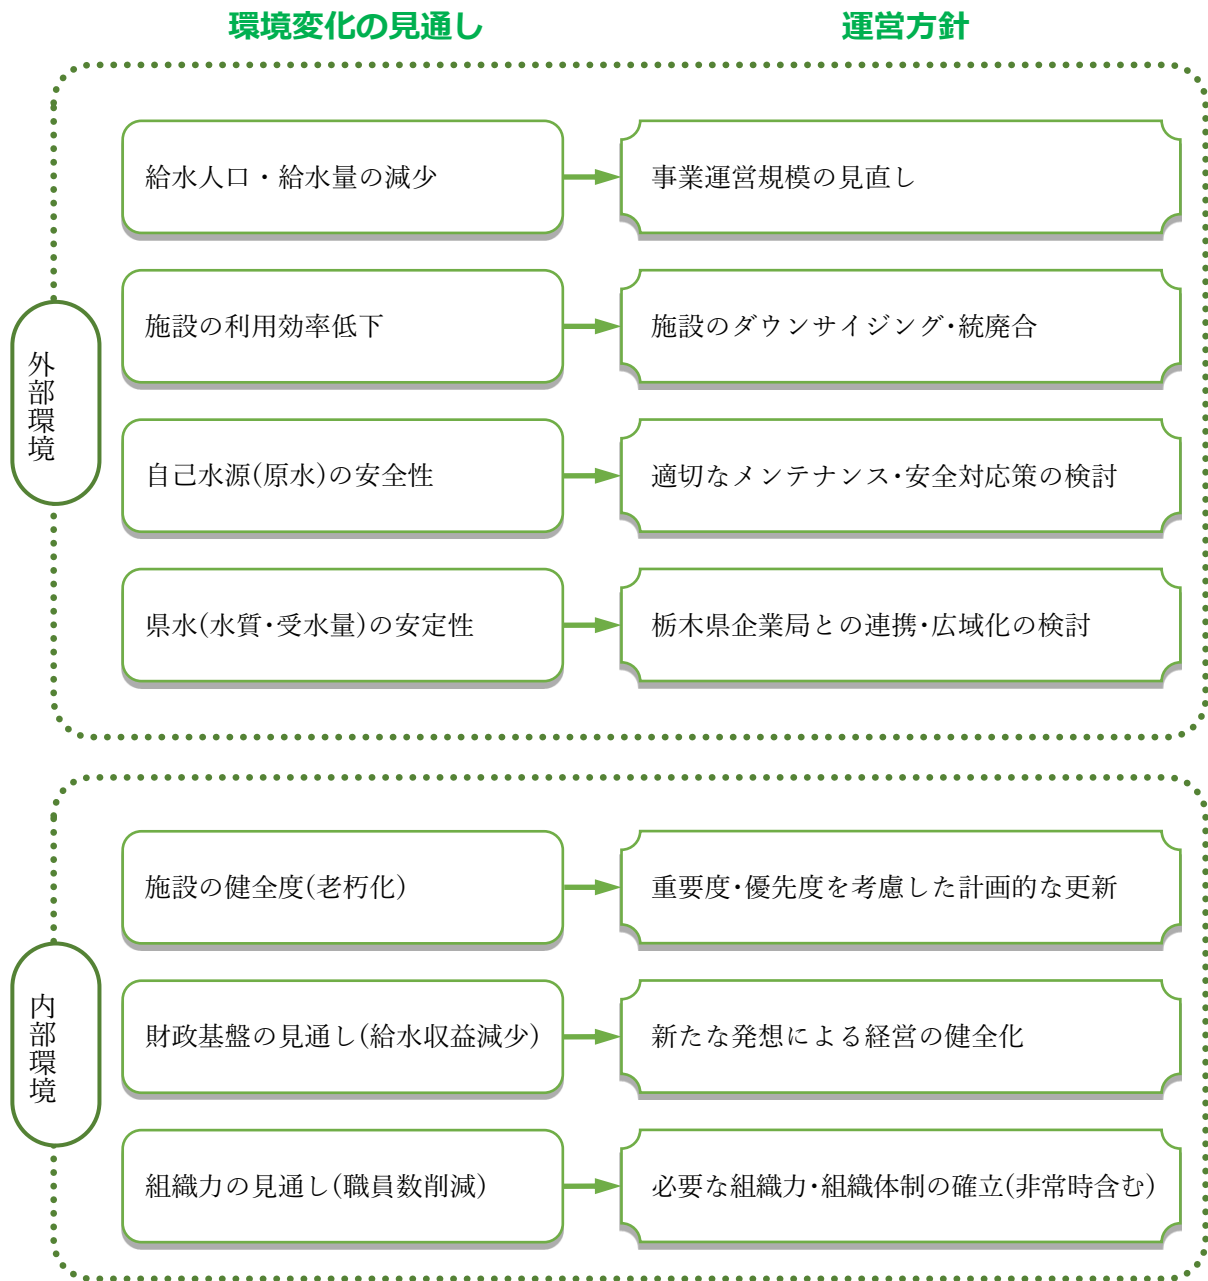 環境変化の見通し
運営方針
外部環境
給水人口・給水量の減少
事業運営規模の見直し
施設の利用効率低下
施設のダウンサイジング・統廃合
自己水源(原水)の安全性
適切なメンテナンス・安全対応策の検討
県水(水質・受水量)の安定性
栃木県企業局との連携・広域化の検討
内部環境
施設の健全度(老朽化)
重要度・優先度を考慮した計画的な更新
財政基盤の見通し(給水収益減少)
新たな発想による経営の健全化
組織力の見通し(職員数削減)
必要な組織力・組織体制の確立(非常時含む)